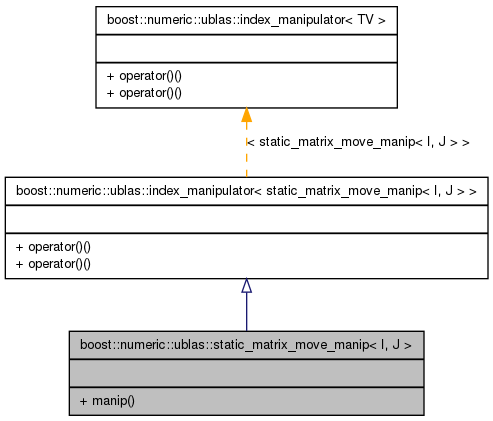 boost::numeric::ublas::index_manipulator< TV >
+ operator()()
+ operator()()
< static_matrix_move_manip< I, J > >
boost::numeric::ublas::index_manipulator< static_matrix_move_manip< I, J > >
+ operator()()
+ operator()()
boost::numeric::ublas::static_matrix_move_manip< I, J >
+ manip()